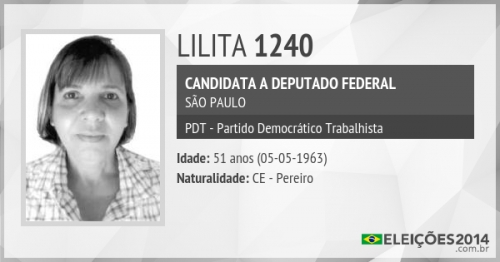 LILITA 1240
CANDIDATA A DEPUTADO FEDERAL
SÃO PAULO
PDT - Partido Democrático Trabalhista
Idade: 51 anos (05-05-1963)
Naturalidade: CE - Pereiro
ELEIÇÕES2014
.com.br